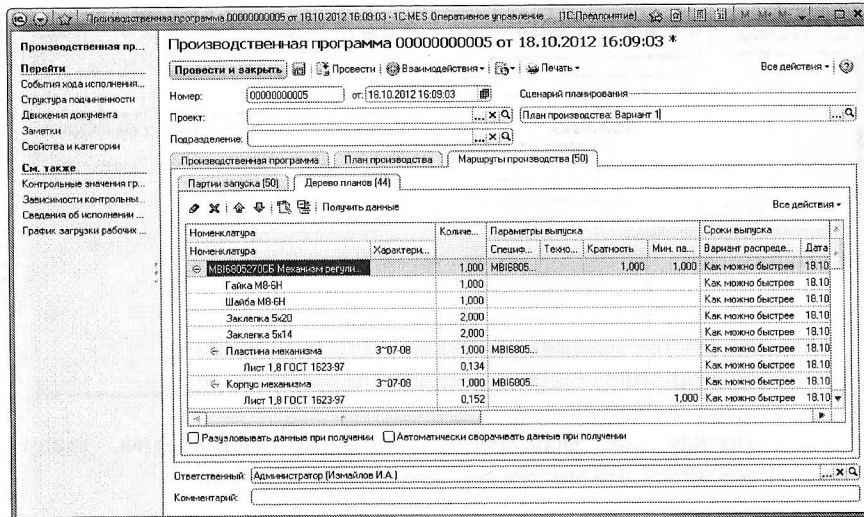 Производственная программа 00000000005 от 18.10.2012 16:09:03 - 1С:MES Оперативное управление (1С:Предприятие) M M+ M-
Производственная пр...
Перейти
События хода исполнения...
Структура подчиненности
Движения документа
Заметки
Свойства и категории
См. также
Контрольные значения гр...
Зависимости контрольны...
Сведения об исполнении ...
График загрузки рабочих ...
Производственная программа 00000000005 от 18.10.2012 16:09:03 *
Провести и закрыть Провести Взаимодействия Печать Все действия
Номер: 00000000005 от: 18.10.2012 16:09:03 Сценарий планирования
Проект: План производства: Вариант 1
Подразделение:
Производственная программа План производства Маршруты производства (50)
Партии запуска (50) Дерево планов (44)
Получить данные Все действия
Номенклатура Количе... Параметры выпуска Сроки выпуска
Номенклатура Характери... Специф... Техно... Кратность Мин. па... Вариант распреде... Дата
МВІ6805270СБ Механизм регули... 1,000 МВІ6805... 1,000 1,000 Как можно быстрее 18.10
Гайка М8-6Н 1,000 Как можно быстрее 18.10
Шайба М8-6Н 1,000 Как можно быстрее 18.10
Заклепка 5х20 2,000 Как можно быстрее 18.10
Заклепка 5х14 2,000 Как можно быстрее 18.10
Пластина механизма 3~07-08 1,000 МВІ6805... Как можно быстрее 18.10
Лист 1,8 ГОСТ 1623-97 0,134 Как можно быстрее 18.10
Корпус механизма 3~07-08 1,000 МВІ6805... Как можно быстрее 18.10
Лист 1,8 ГОСТ 1623-97 0,152 1,000 Как можно быстрее 18.10
Разузловывать данные при получении Автоматически сворачивать данные при получении
Ответственный: Администратор (Измайлов И.А.)
Комментарий: